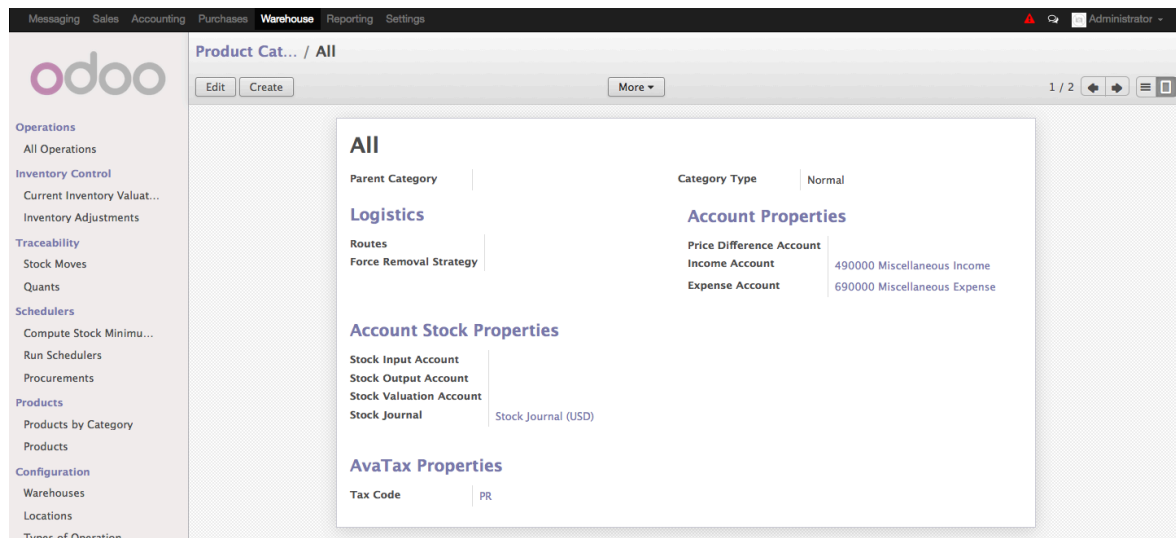 Messaging Sales Accounting Purchases Warehouse Reporting Settings Administrator
odoo
Product Cat... / All
Edit Create More 1 / 2
Operations
All Operations
Inventory Control
Current Inventory Valuat...
Inventory Adjustments
Traceability
Stock Moves
Quants
Schedulers
Compute Stock Minimu...
Run Schedulers
Procurements
Products
Products by Category
Products
Configuration
Warehouses
Locations
Types of Operation
All
Parent Category Category Type Normal
Logistics
Routes
Force Removal Strategy
Account Properties
Price Difference Account
Income Account 490000 Miscellaneous Income
Expense Account 690000 Miscellaneous Expense
Account Stock Properties
Stock Input Account
Stock Output Account
Stock Valuation Account
Stock Journal Stock Journal (USD)
AvaTax Properties
Tax Code PR